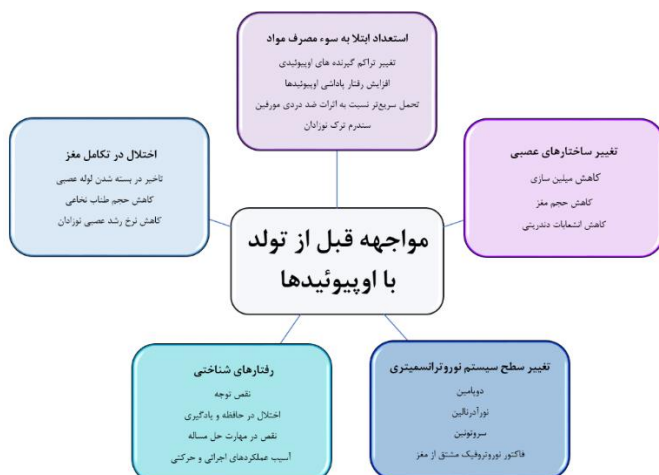 استعداد ابتلا به سوء مصرف مواد
تغییر تراکم گیرنده های اوپیوئیدی
افزایش رفتار پاداشی اوپیوئیدها
تحمل سریع‌تر نسبت به اثرات ضد دردی مورفین
سندرم ترک نوزادان
تغییر ساختارهای عصبی
کاهش میلین سازی
کاهش حجم مغز
کاهش انشعابات دندریتی
اختلال در تکامل مغز
تاخیر در بسته شدن لوله عصبی
کاهش حجم طناب نخاعی
کاهش نرخ رشد عصبی نوزادان
مواجهه قبل از تولد
با اوپیوئیدها
تغییر سطح سیستم نوروترانسمیتری
دوپامین
نورآدرنالین
سروتونین
فاکتور نوروتروفیک مشتق از مغز
رفتارهای شناختی
نقص توجه
اختلال در حافظه و یادگیری
نقص در مهارت حل مساله
آسیب عملکردهای اجرائی و حرکتی